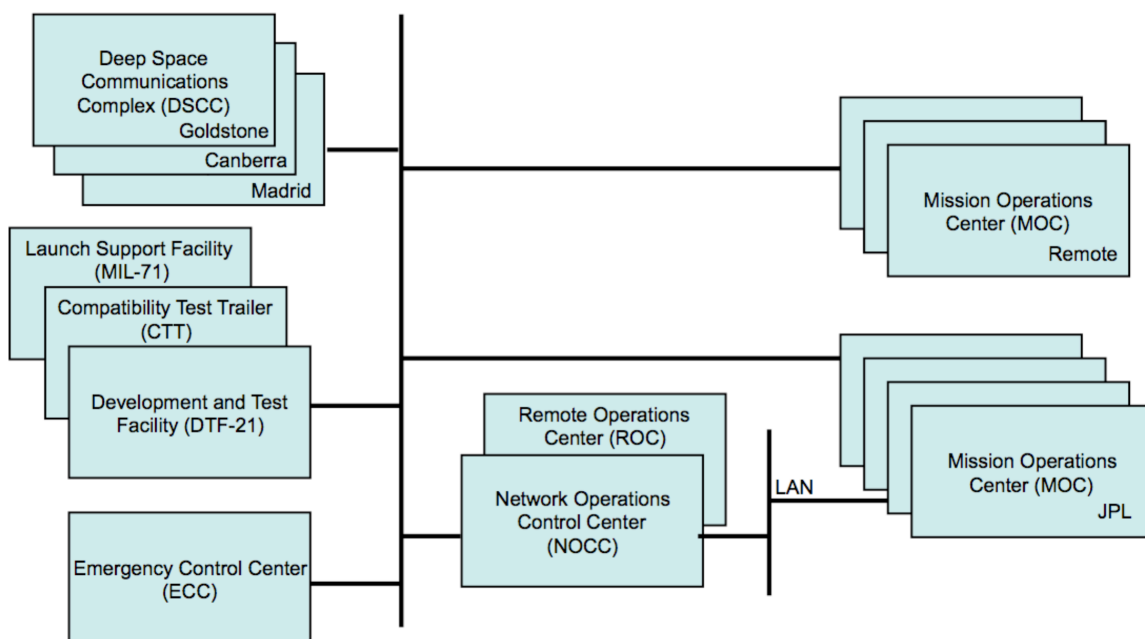 Deep Space
Communications
Complex (DSCC)
Goldstone
Canberra
Madrid
Launch Support Facility
(MIL-71)
Compatibility Test Trailer
(CTT)
Development and Test
Facility (DTF-21)
Emergency Control Center
(ECC)
Remote Operations
Center (ROC)
Network Operations
Control Center
(NOCC)
LAN
Mission Operations
Center (MOC)
Remote
Mission Operations
Center (MOC)
JPL